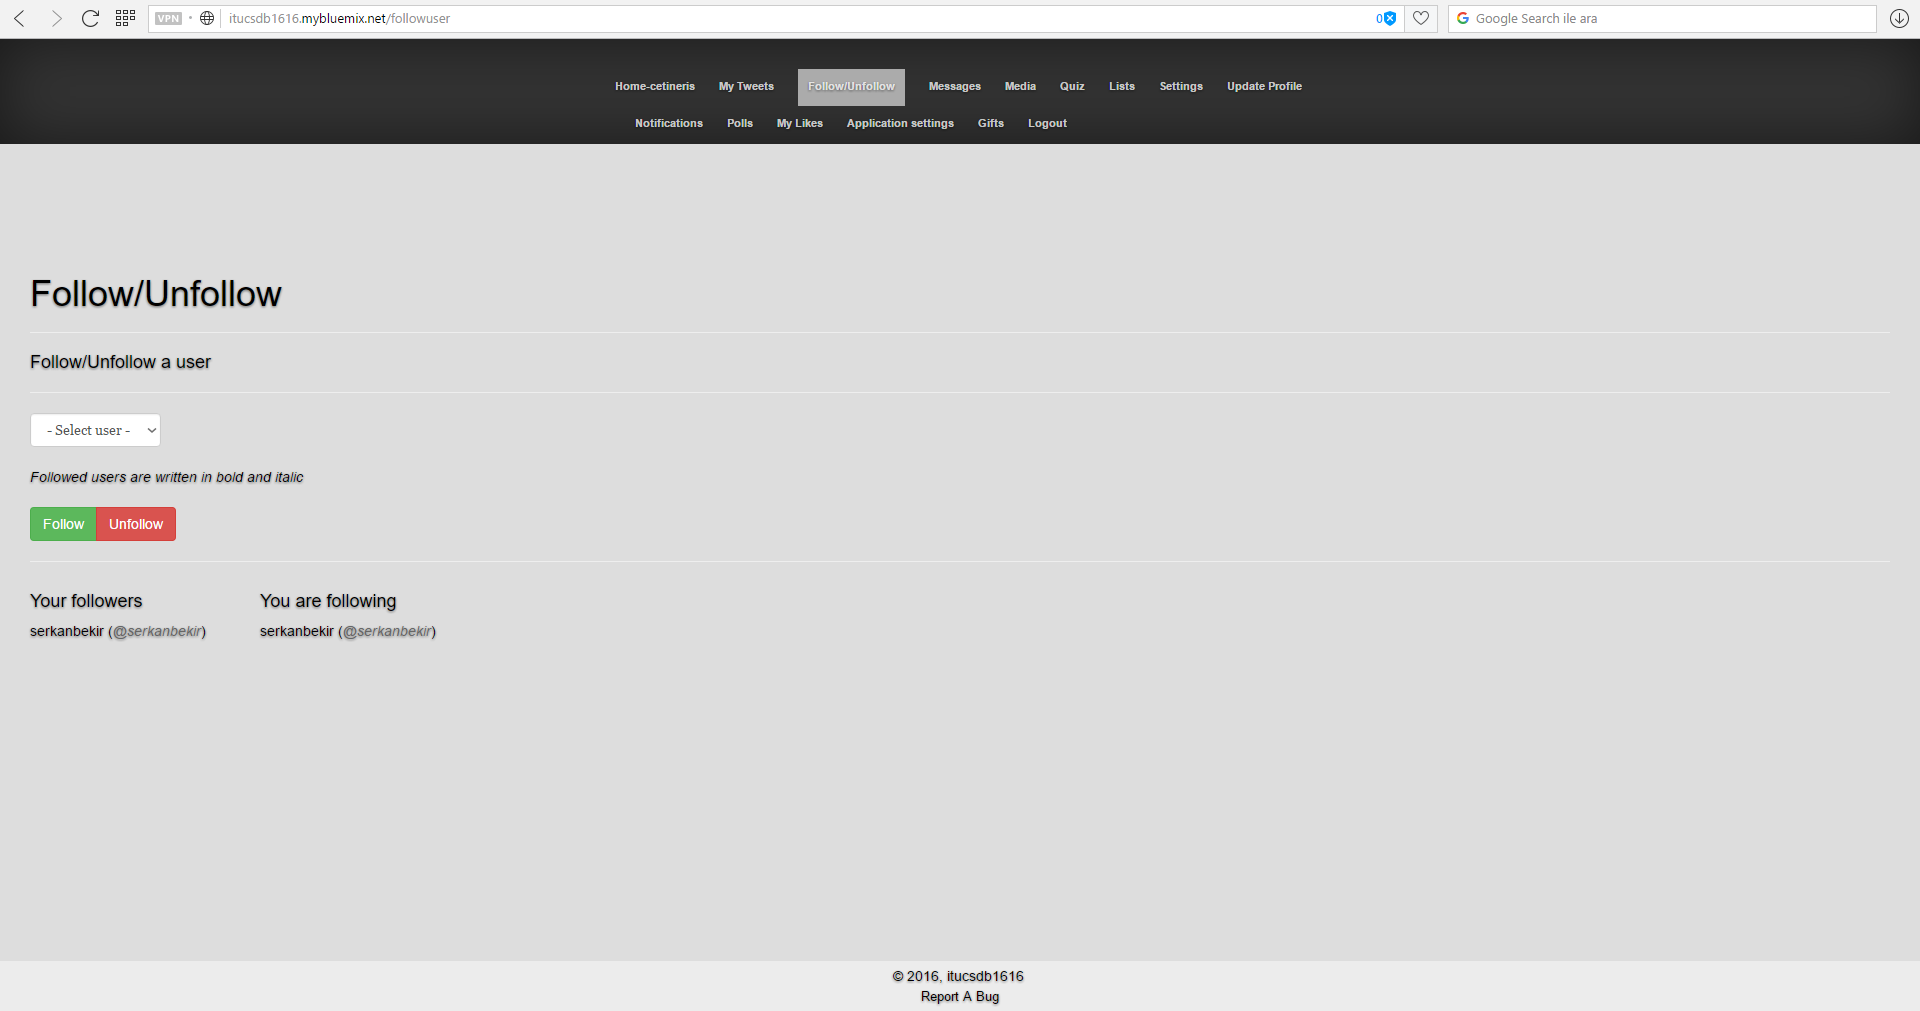 VPN itucsdb1616.mybluemix.net/followuser 0 Google Search ile ara
Home-cetineris My Tweets Follow/Unfollow Messages Media Quiz Lists Settings Update Profile
Notifications Polls My Likes Application settings Gifts Logout
Follow/Unfollow
Follow/Unfollow a user
- Select user -
Followed users are written in bold and italic
Follow Unfollow
Your followers You are following
serkanbekir (@serkanbekir) serkanbekir (@serkanbekir)
© 2016, itucsdb1616
Report A Bug